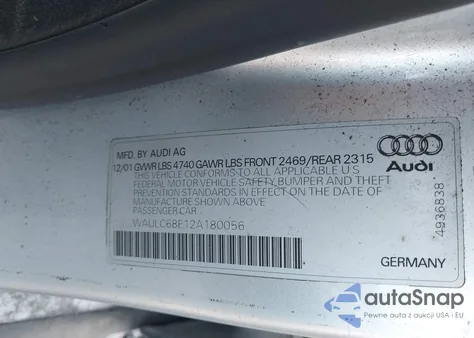 MFD. BY AUDI AG
12/01 GVWR LBS 4740 GAWR LBS FRONT 2469/REAR 2315
THIS VEHICLE CONFORMS TO ALL APPLICABLE U S
FEDERAL MOTOR VEHICLE SAFETY BUMPER AND THEFT
PREVENTION STANDARDS IN EFFECT ON THE DATE OF
MANUFACTURE SHOWN ABOVE
PASSENGER CAR
WAULC68E12A180056
Audi
4936838
GERMANY
autoSnap
Pewne auta z USA i EU